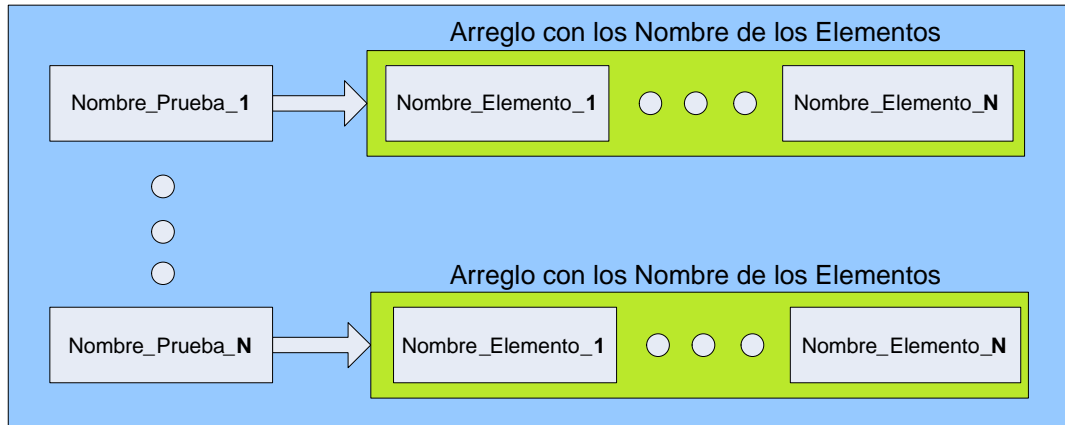 Arreglo con los Nombre de los Elementos
Nombre_Prueba_1
Nombre_Elemento_1
Nombre_Elemento_N
Arreglo con los Nombre de los Elementos
Nombre_Prueba_N
Nombre_Elemento_1
Nombre_Elemento_N